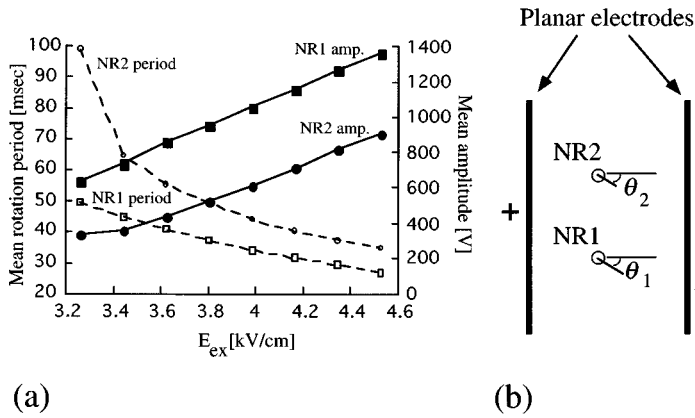 Planar electrodes
100
90
80
70
60
50
40
30
20
Mean rotation period [msec]
NR2 period
NR1 amp.
NR2 amp.
NR1 period
1400
1200
1000
800
600
400
200
0
Mean amplitude [V]
3.2 3.4 3.6 3.8 4 4.2 4.4 4.6
E_ex [kV/cm]
NR2
θ2
+
NR1
θ1
(a)
(b)